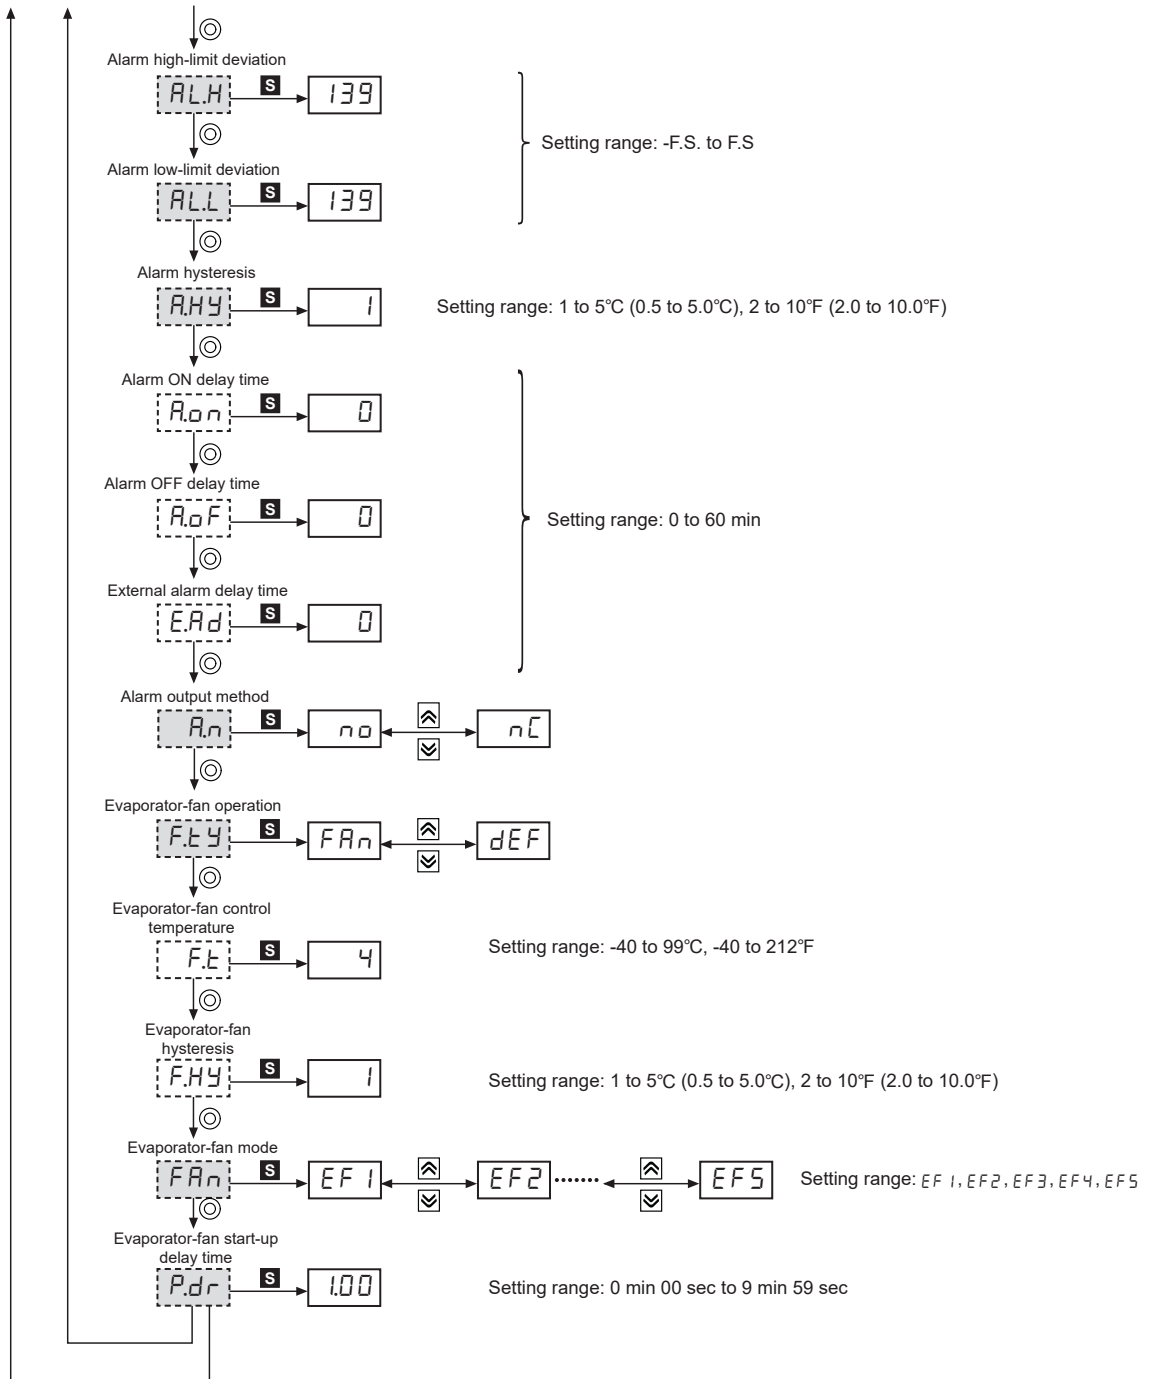 Alarm high-limit deviation
AL.H S 139
Setting range: -F.S. to F.S
Alarm low-limit deviation
AL.L S 139
Alarm hysteresis
A.HY S 1
Setting range: 1 to 5℃ (0.5 to 5.0℃), 2 to 10℉ (2.0 to 10.0℉)
Alarm ON delay time
A.on S 0
Alarm OFF delay time
A.oF S 0
Setting range: 0 to 60 min
External alarm delay time
E.Ad S 0
Alarm output method
A.n S no nC
Evaporator-fan operation
F.tY S FAn dEF
Evaporator-fan control
temperature
F.t S 4
Setting range: -40 to 99℃, -40 to 212℉
Evaporator-fan
hysteresis
F.HY S 1
Setting range: 1 to 5℃ (0.5 to 5.0℃), 2 to 10℉ (2.0 to 10.0℉)
Evaporator-fan mode
FAn S EF1 EF2 ....... EF5
Setting range: EF1, EF2, EF3, EF4, EF5
Evaporator-fan start-up
delay time
P.dr S 1.00
Setting range: 0 min 00 sec to 9 min 59 sec